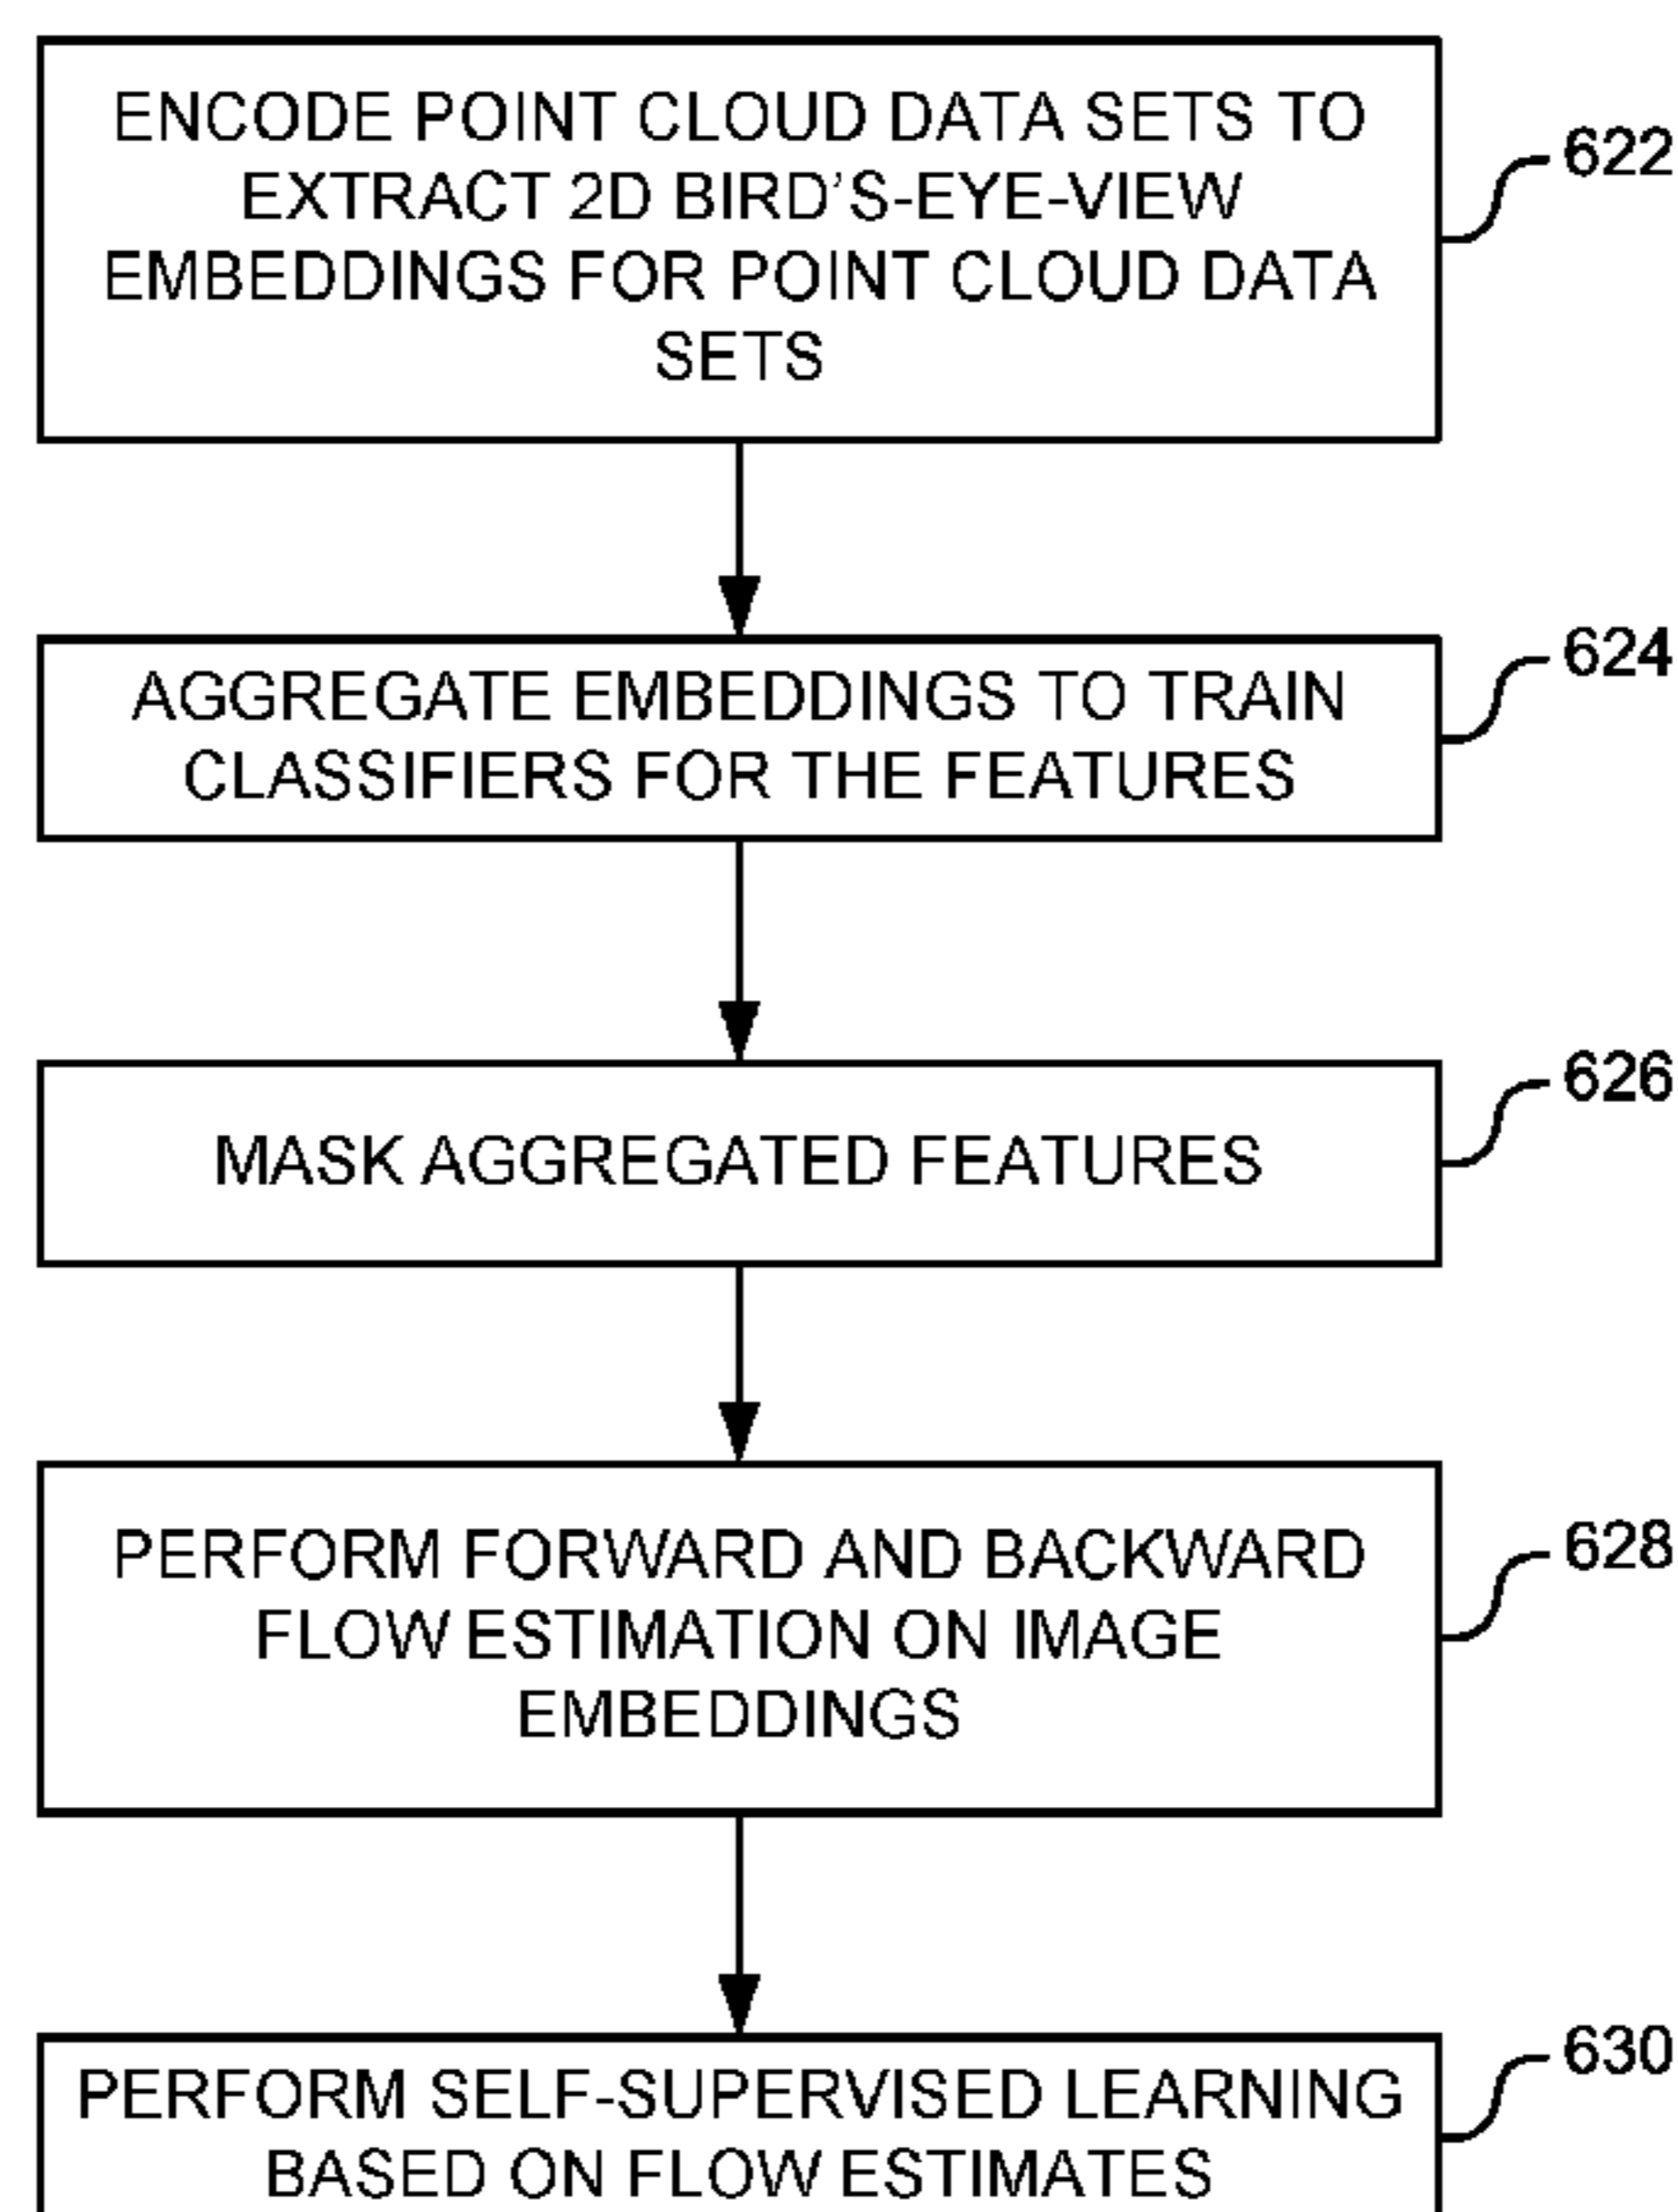 ENCODE POINT CLOUD DATA SETS TO
EXTRACT 2D BIRD'S-EYE-VIEW
EMBEDDINGS FOR POINT CLOUD DATA
SETS
622
AGGREGATE EMBEDDINGS TO TRAIN
CLASSIFIERS FOR THE FEATURES
624
MASK AGGREGATED FEATURES
626
PERFORM FORWARD AND BACKWARD
FLOW ESTIMATION ON IMAGE
EMBEDDINGS
628
PERFORM SELF-SUPERVISED LEARNING
BASED ON FLOW ESTIMATES
630